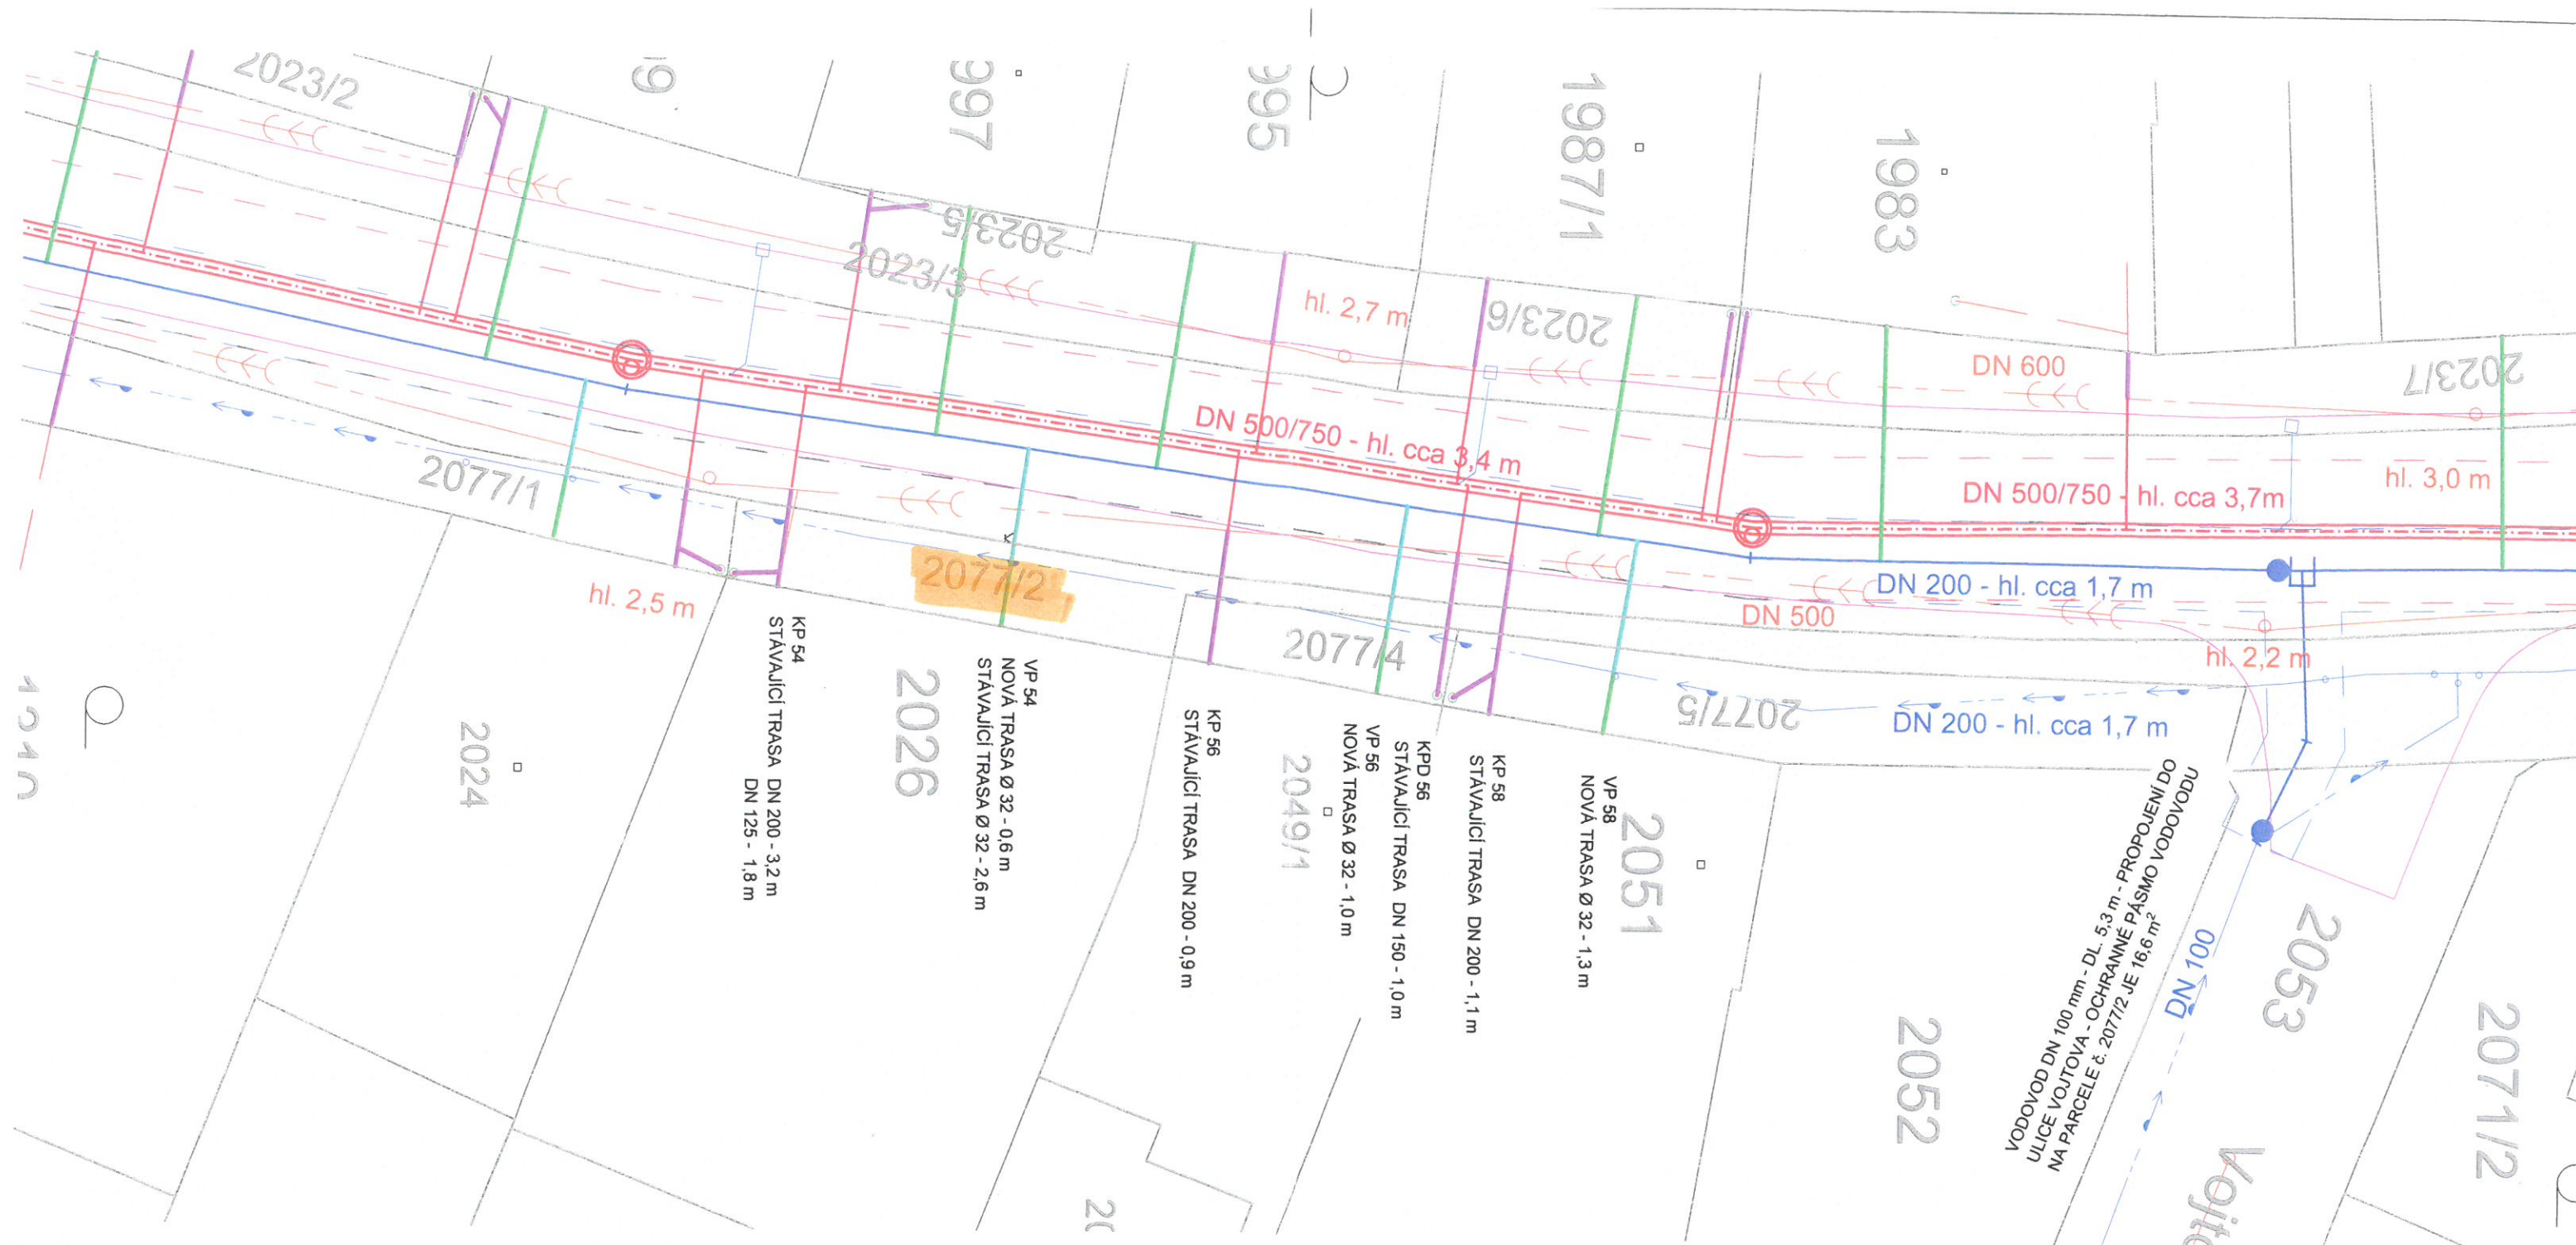 2023/2
997
995
1987/1
1983
2023/5
2023/3
hl. 2,7 m
2023/6
DN 600
2023/7
DN 500/750 - hl. cca 3,4 m
DN 500/750 - hl. cca 3,7m
hl. 3,0 m
2077/1
2077/2
DN 200 - hl. cca 1,7 m
DN 500
hl. 2,5 m
2077/4
hl. 2,2 m
2077/5
DN 200 - hl. cca 1,7 m
2024
KP 54
STÁVAJÍCÍ TRASA DN 200 - 3,2 m
DN 125 - 1,8 m
2026
VP 54
NOVÁ TRASA Ø 32 - 0,6 m
STÁVAJÍCÍ TRASA Ø 32 - 2,6 m
KP 56
STÁVAJÍCÍ TRASA DN 200 - 0,9 m
2049/1
VP 56
NOVÁ TRASA Ø 32 - 1,0 m
KPD 56
STÁVAJÍCÍ TRASA DN 150 - 1,0 m
KP 58
STÁVAJÍCÍ TRASA DN 200 - 1,1 m
VP 58
NOVÁ TRASA Ø 32 - 1,3 m
2051
2052
VODOVOD DN 100 mm - DL. 5,3 m - PROPOJENÍ DO
ULICE VOJTOVA - OCHRANNÉ PÁSMO VODOVODU
NA PARCELE č. 2077/2 JE 16,6 m²
DN 100
2053
2071/2
Vojto